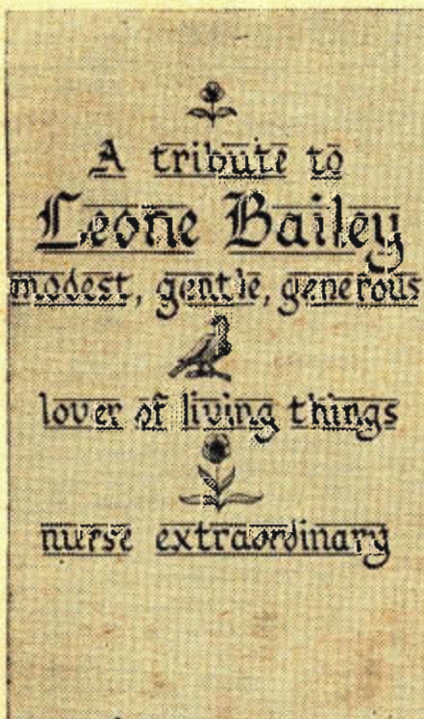 A tribute to
Leone Bailey
modest, gentle, generous
lover of living things
nurse extraordinary